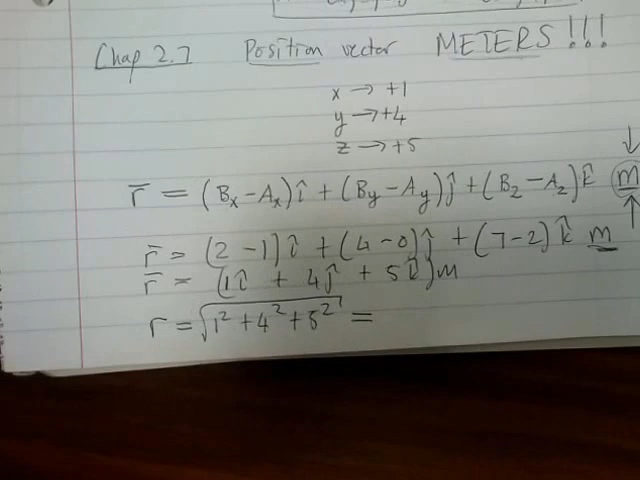 Chap 2.7 Position vector METERS!!!
x → +1
y → +4
z → +5
r̄ = (Bx - Ax)î + (By - Ay)ĵ + (Bz - Az)k̂ m
r̄ = (2-1)î + (4-0)ĵ + (7-2)k̂ m
r̄ = (1î + 4ĵ + 5k̂)m
r = √1² + 4² + 5² =